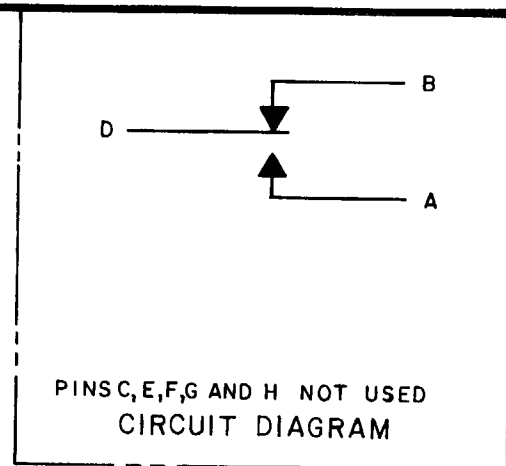 B
D
A
PINS C, E, F, G AND H NOT USED
CIRCUIT DIAGRAM